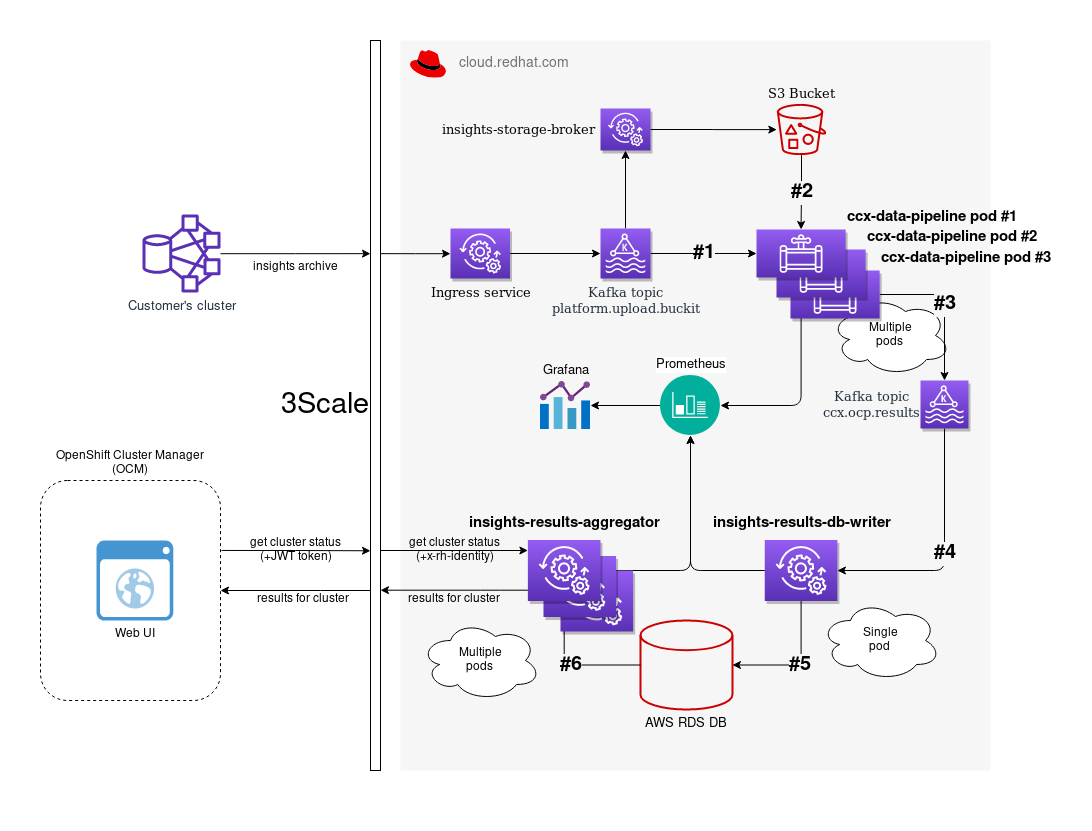 cloud.redhat.com
S3 Bucket
insights-storage-broker
#2
ccx-data-pipeline pod #1
ccx-data-pipeline pod #2
ccx-data-pipeline pod #3
insights archive
Customer's cluster
Ingress service
K
Kafka topic
platform.upload.buckit
#1
#3
Multiple
pods
Grafana
Prometheus
3Scale
Kafka topic
ccx.ocp.results
K
OpenShift Cluster Manager
(OCM)
Web UI
get cluster status
(+JWT token)
results for cluster
get cluster status
(+x-rh-identity)
results for cluster
insights-results-aggregator
insights-results-db-writer
#4
Multiple
pods
#6
#5
Single
pod
AWS RDS DB